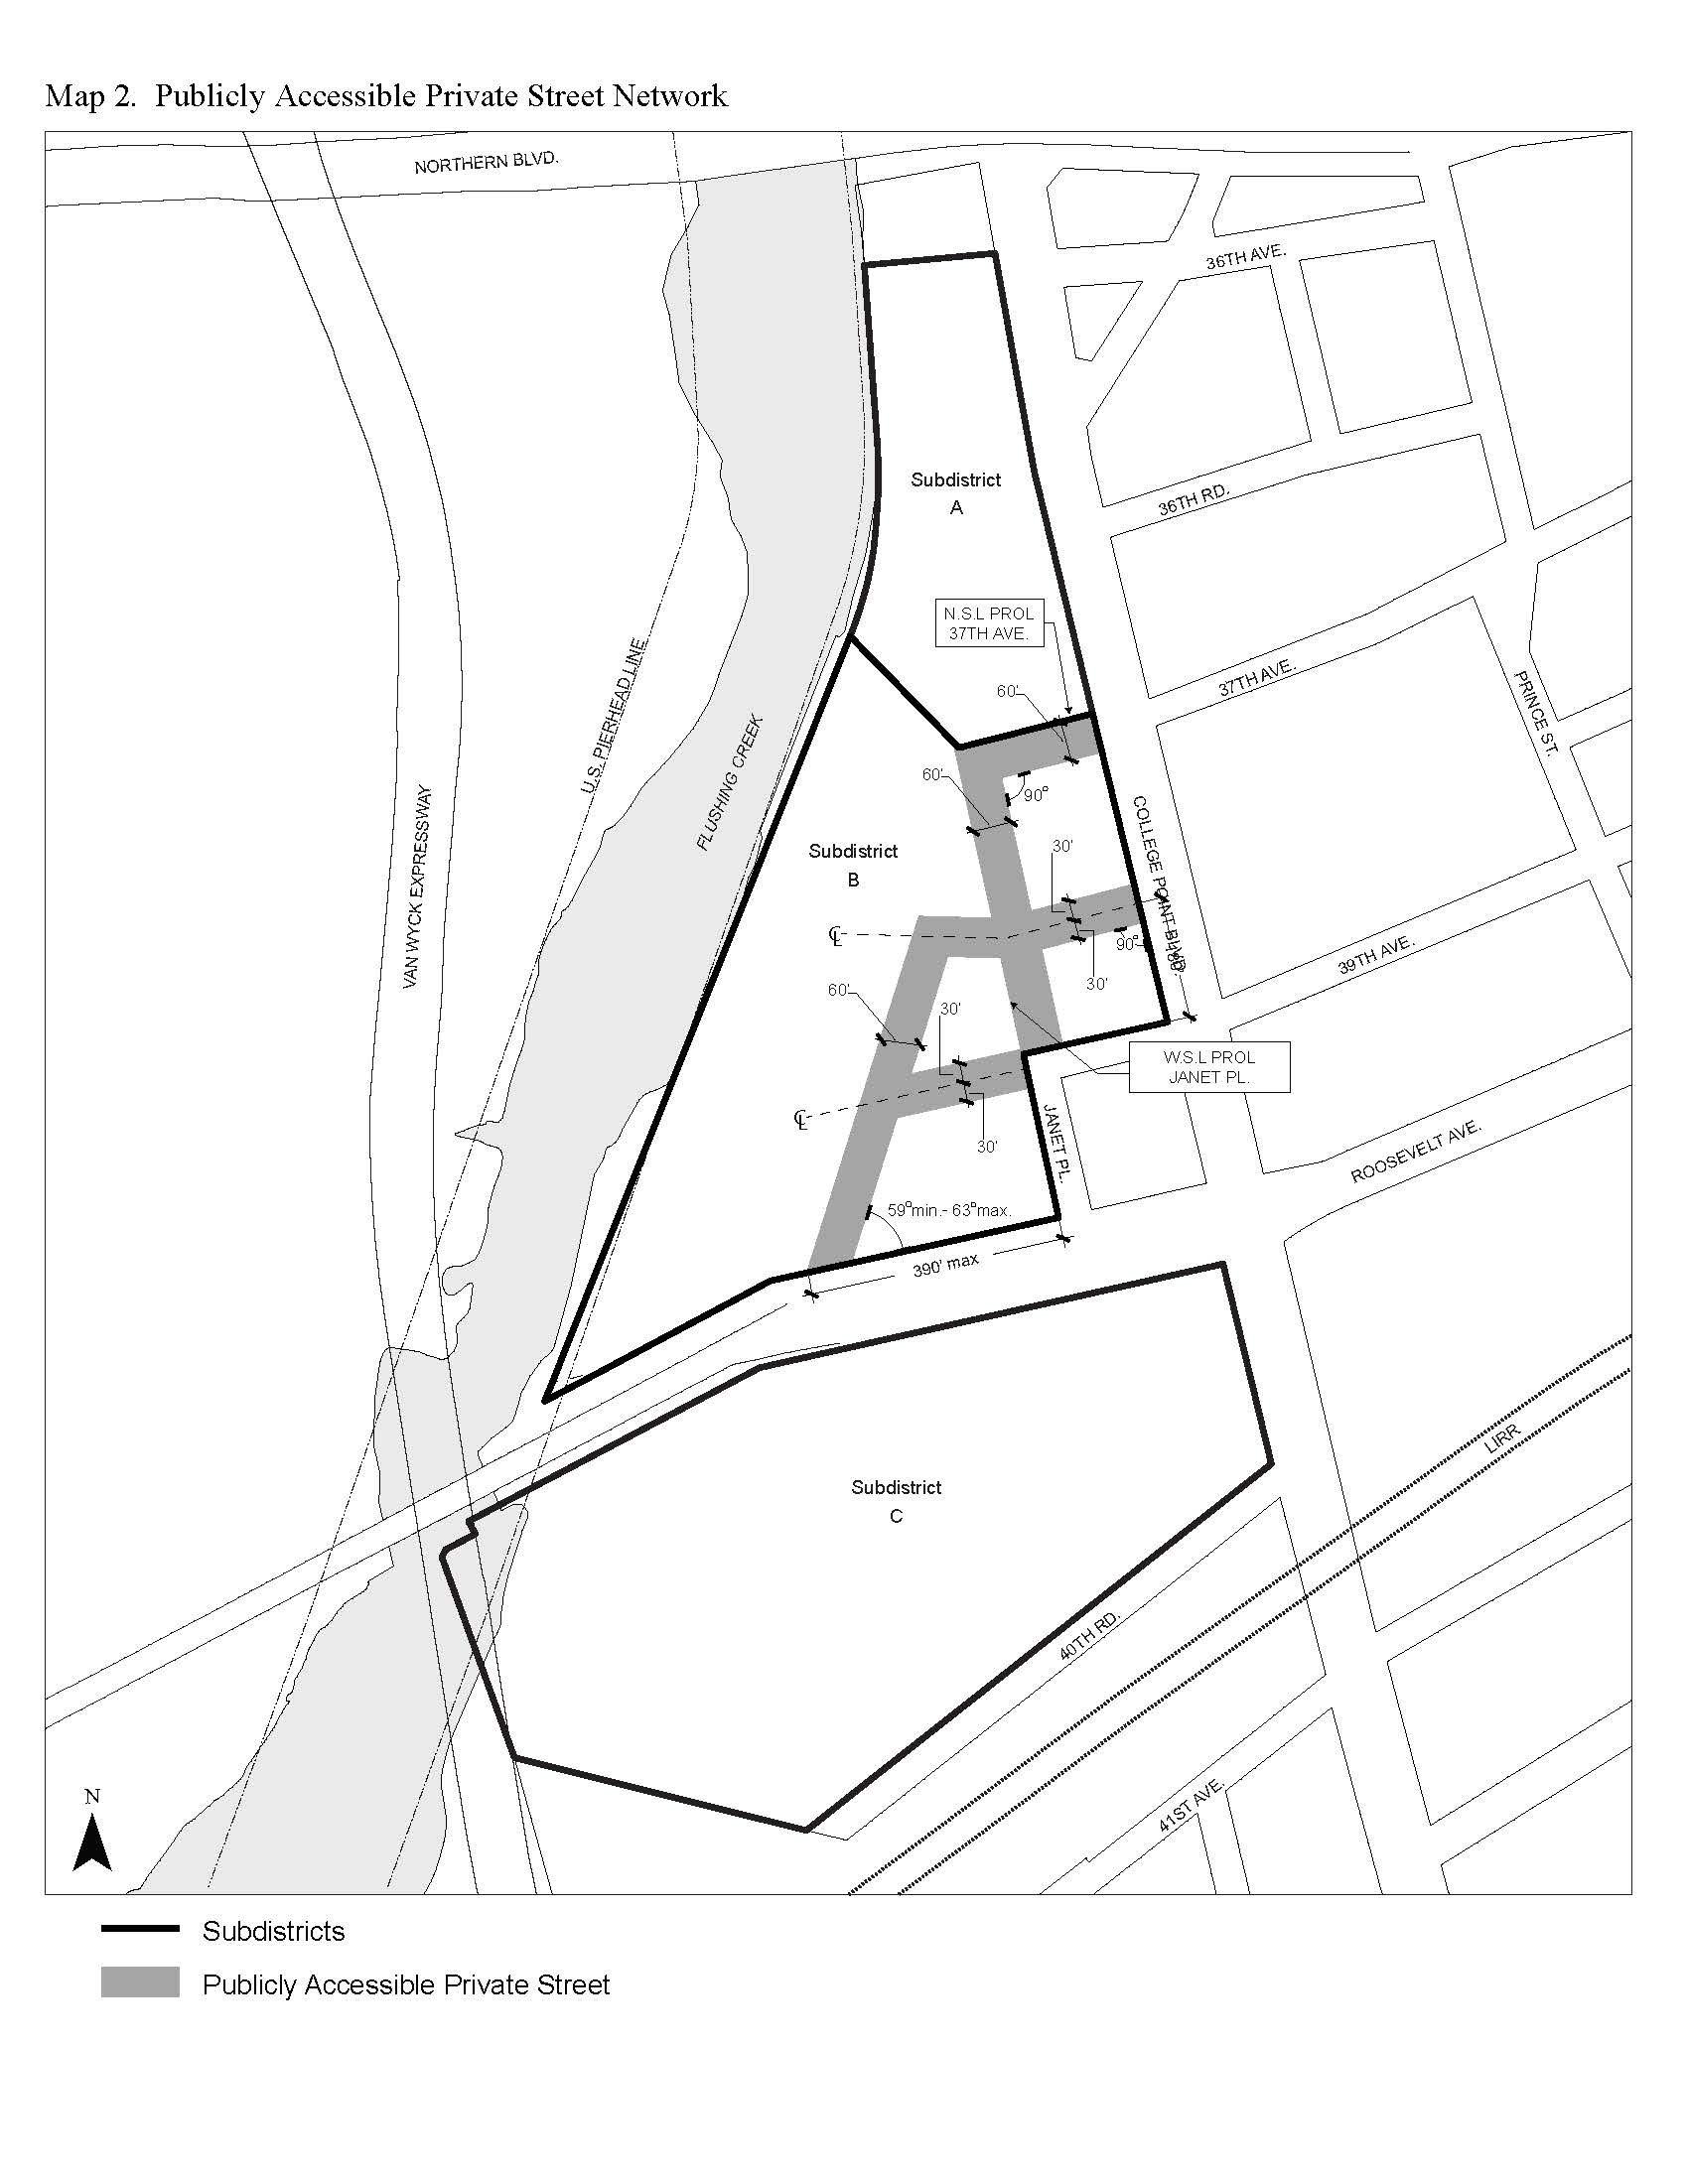 Map 2. Publicly Accessible Private Street Network
NORTHERN BLVD.
36TH AVE.
Subdistrict
A
36TH RD.
N.S.L PROL
37TH AVE.
60'
37TH AVE.
PRINCE ST.
U.S. PIERHEAD LINE
FLUSHING CREEK
VAN WYCK EXPRESSWAY
60'
90°
COLLEGE POINT BLVD.
Subdistrict
B
30'
℄
90°
30'
39TH AVE.
60'
30'
W.S.L PROL
JANET PL.
℄
30'
JANET PL.
ROOSEVELT AVE.
59°min.- 63°max.
390' max
LIRR
Subdistrict
C
40TH RD.
41ST AVE.
N
Subdistricts
Publicly Accessible Private Street